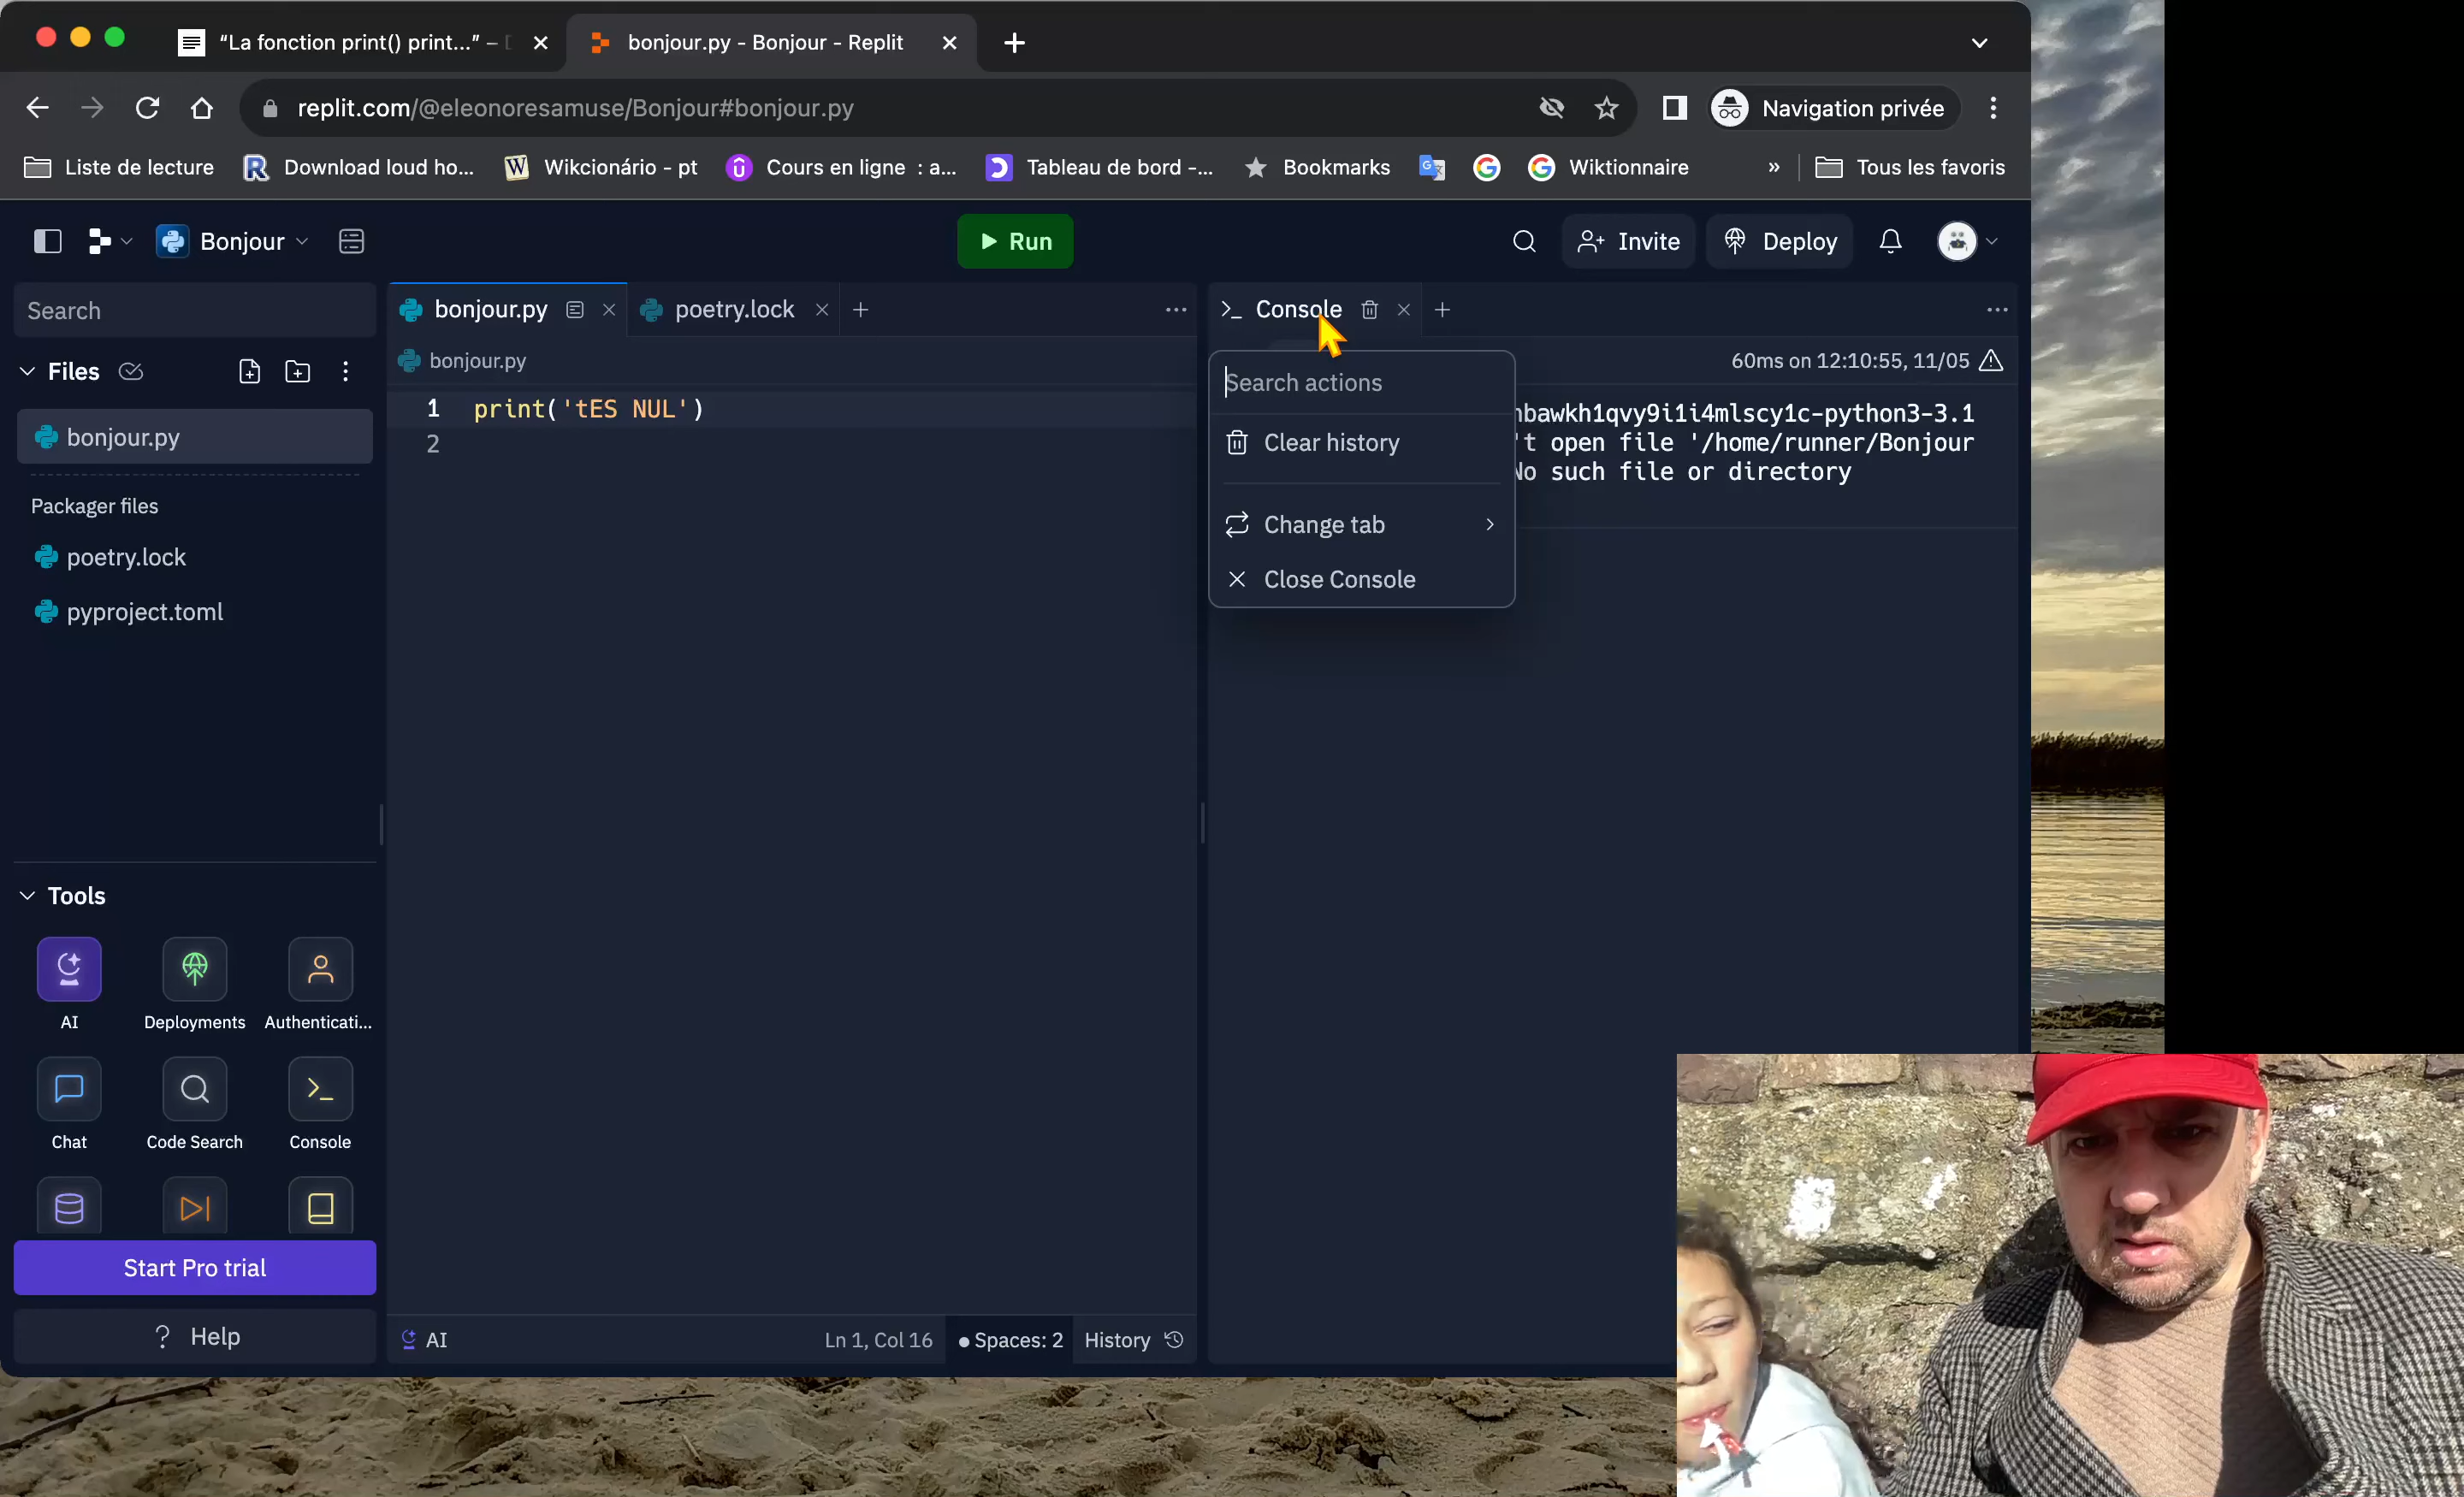 “La fonction print() print...” –
bonjour.py - Bonjour - Replit
replit.com/@eleonoresamuse/Bonjour#bonjour.py
Navigation privée
Liste de lecture
Download loud ho...
Wikcionário - pt
Cours en ligne : a...
Tableau de bord -...
Bookmarks
Wiktionnaire
»
Tous les favoris
Bonjour
Run
Invite
Deploy
Search
Files
bonjour.py
Packager files
poetry.lock
pyproject.toml
bonjour.py
poetry.lock
bonjour.py
1 print('tES NUL')
2
Console
60ms on 12:10:55, 11/05
Search actions
Clear history
Change tab
Close Console
bawkh1qvy9i1i4mlscy1c-python3-3.1
't open file '/home/runner/Bonjour
No such file or directory
Tools
AI
Deployments
Authenticati...
Chat
Code Search
Console
Start Pro trial
? Help
AI
Ln 1, Col 16
Spaces: 2
History